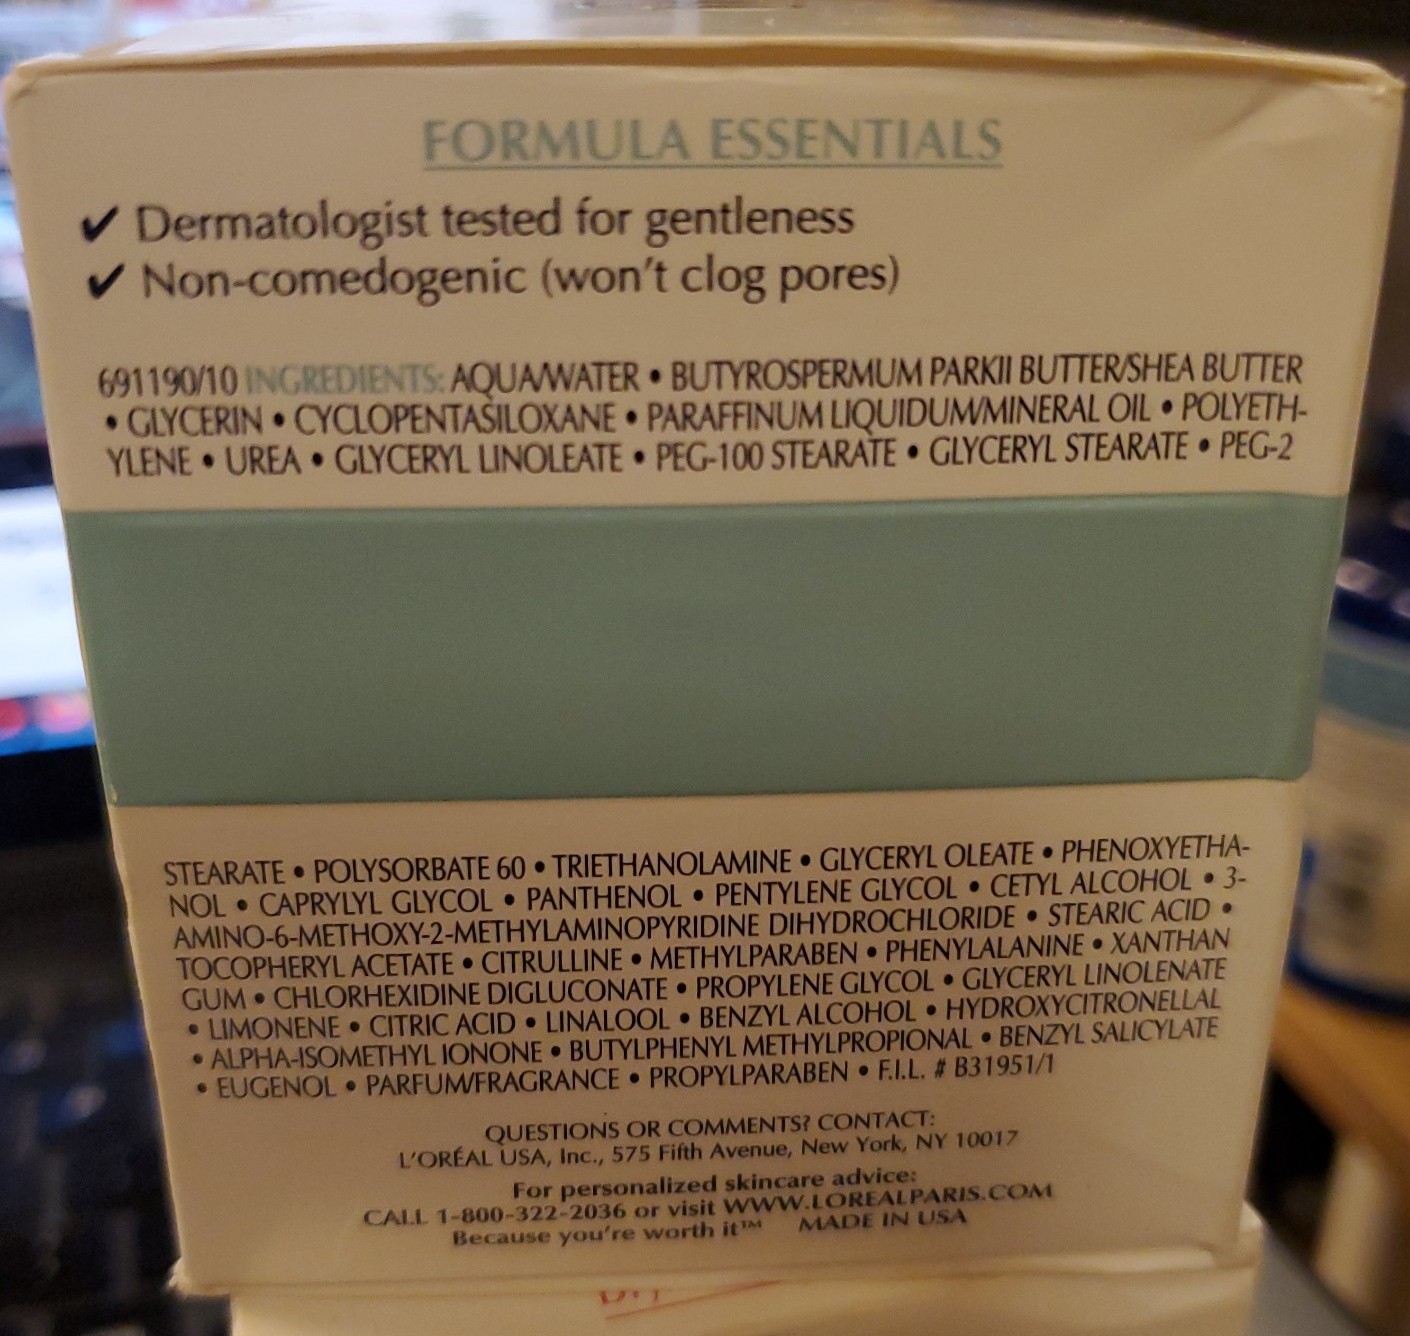 FORMULA ESSENTIALS
✔ Dermatologist tested for gentleness
✔ Non-comedogenic (won't clog pores)
691190/10 INGREDIENTS: AQUA/WATER • BUTYROSPERMUM PARKII BUTTER/SHEA BUTTER
• GLYCERIN • CYCLOPENTASILOXANE • PARAFFINUM LIQUIDUM/MINERAL OIL • POLYETH-
YLENE • UREA • GLYCERYL LINOLEATE • PEG-100 STEARATE • GLYCERYL STEARATE • PEG-2
STEARATE • POLYSORBATE 60 • TRIETHANOLAMINE • GLYCERYL OLEATE • PHENOXYETHA-
NOL • CAPRYLYL GLYCOL • PANTHENOL • PENTYLENE GLYCOL • CETYL ALCOHOL • 3-
AMINO-6-METHOXY-2-METHYLAMINOPYRIDINE DIHYDROCHLORIDE • STEARIC ACID •
TOCOPHERYL ACETATE • CITRULLINE • METHYLPARABEN • PHENYLALANINE • XANTHAN
GUM • CHLORHEXIDINE DIGLUCONATE • PROPYLENE GLYCOL • GLYCERYL LINOLENATE
• LIMONENE • CITRIC ACID • LINALOOL • BENZYL ALCOHOL • HYDROXYCITRONELLAL
• ALPHA-ISOMETHYL IONONE • BUTYLPHENYL METHYLPROPIONAL • BENZYL SALICYLATE
• EUGENOL • PARFUM/FRAGRANCE • PROPYLPARABEN • F.I.L. # B31951/1
QUESTIONS OR COMMENTS? CONTACT:
L'ORÉAL USA, Inc., 575 Fifth Avenue, New York, NY 10017
For personalized skincare advice:
CALL 1-800-322-2036 or visit WWW.LOREALPARIS.COM
Because you're worth it™ MADE IN USA